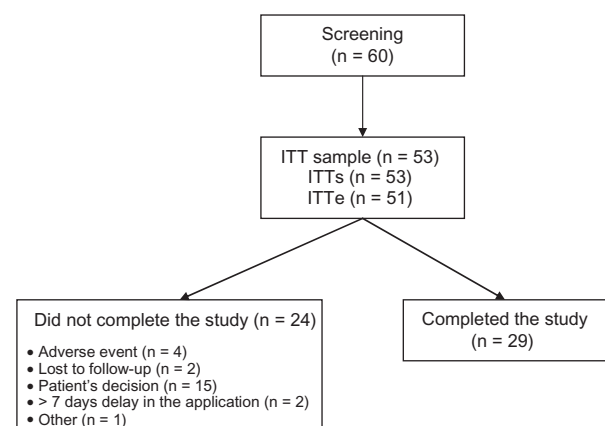 Screening
(n = 60)
ITT sample (n = 53)
ITTs (n = 53)
ITTe (n = 51)
Did not complete the study (n = 24)
• Adverse event (n = 4)
• Lost to follow-up (n = 2)
• Patient's decision (n = 15)
• > 7 days delay in the application (n = 2)
• Other (n = 1)
Completed the study
(n = 29)